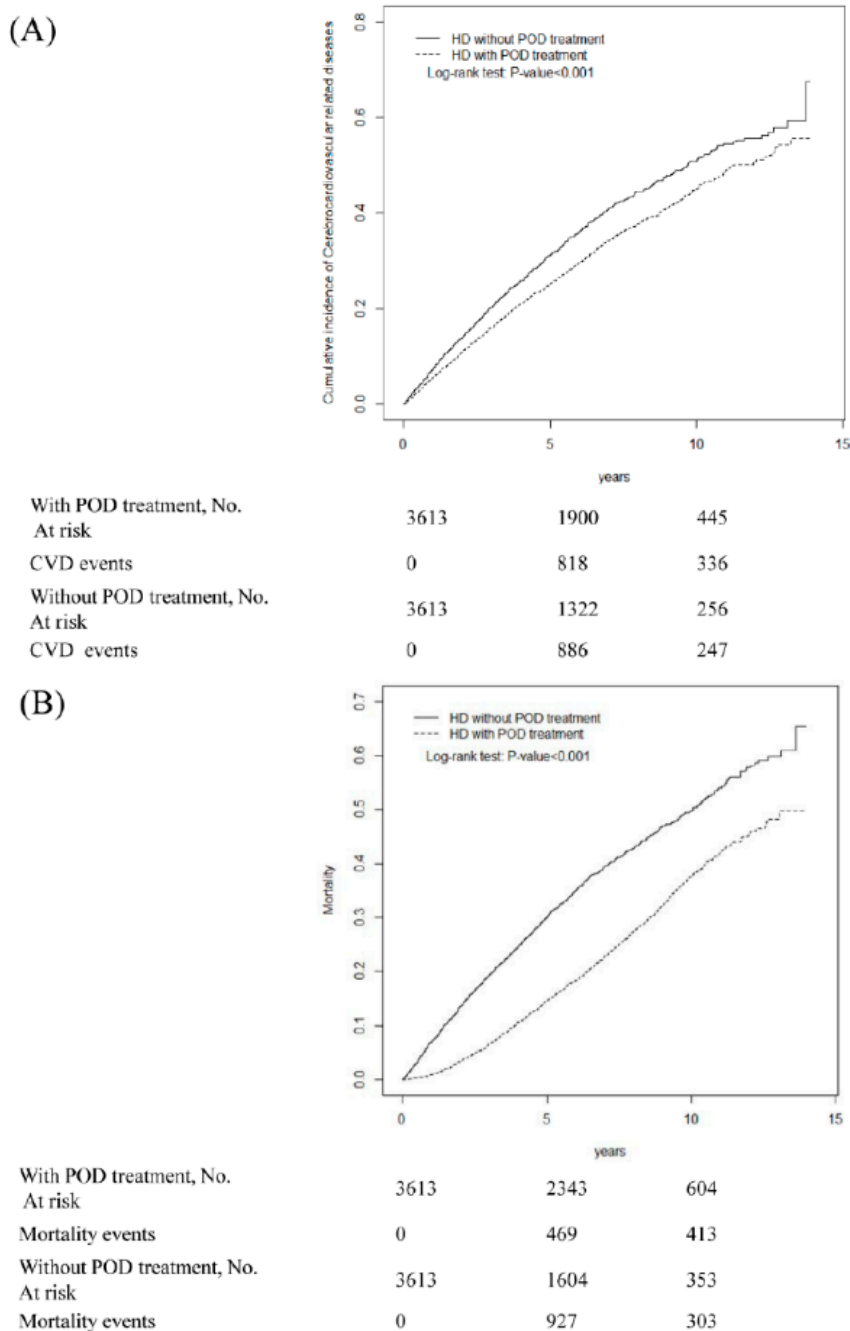 (A)
Cumulative incidence of Cerebrocardiovascular related diseases
0.8
0.6
0.4
0.2
0.0
HD without POD treatment
HD with POD treatment
Log-rank test: P-value<0.001
0 5 10 15
years
With POD treatment, No.
At risk
3613 1900 445
CVD events 0 818 336
Without POD treatment, No.
At risk
3613 1322 256
CVD events 0 886 247
(B)
Mortality
0.7
0.6
0.5
0.4
0.3
0.2
0.1
0.0
HD without POD treatment
HD with POD treatment
Log-rank test: P-value<0.001
0 5 10 15
years
With POD treatment, No.
At risk
3613 2343 604
Mortality events 0 469 413
Without POD treatment, No.
At risk
3613 1604 353
Mortality events 0 927 303